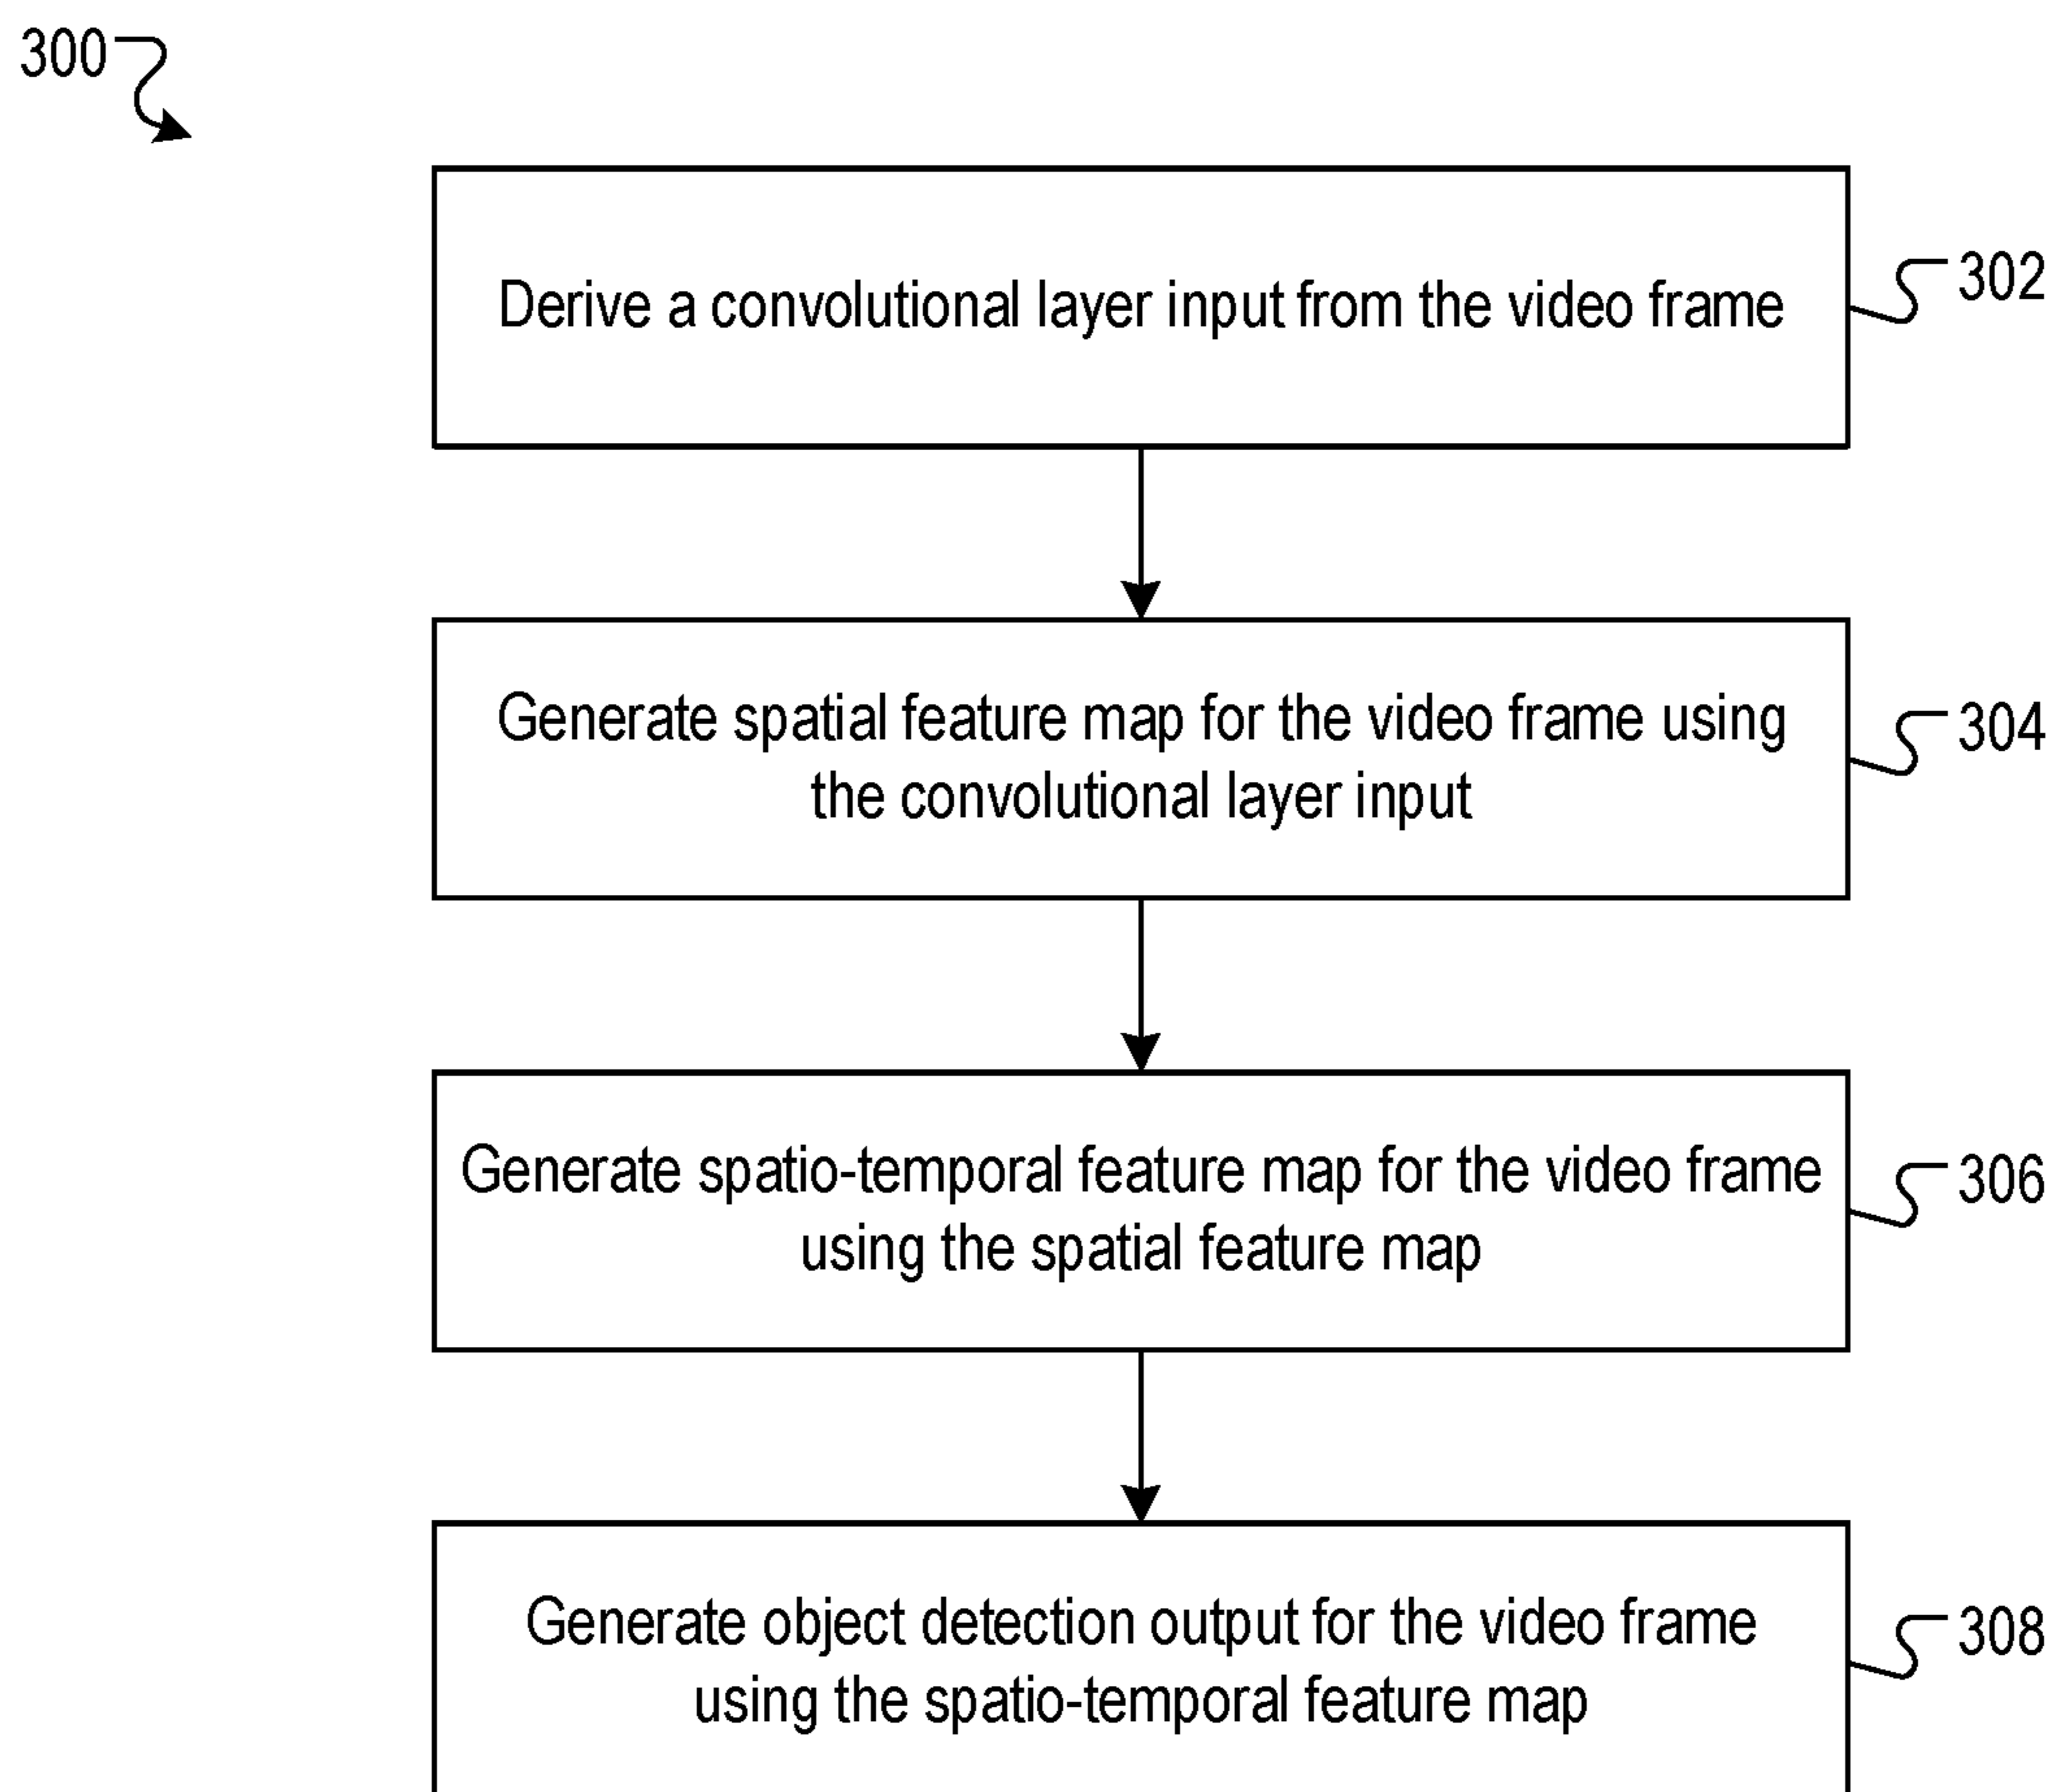 300
Derive a convolutional layer input from the video frame
302
Generate spatial feature map for the video frame using
the convolutional layer input
304
Generate spatio-temporal feature map for the video frame
using the spatial feature map
306
Generate object detection output for the video frame
using the spatio-temporal feature map
308